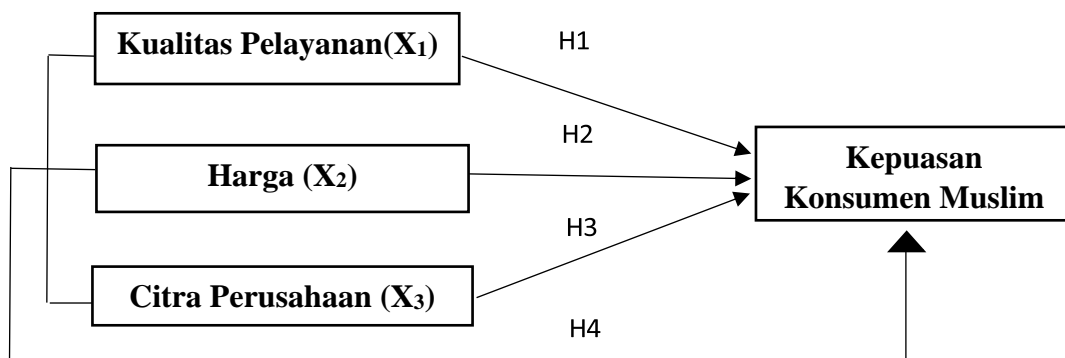 Kualitas Pelayanan(X₁)
H1
H2
Harga (X₂)
Kepuasan
Konsumen Muslim
H3
Citra Perusahaan (X₃)
H4